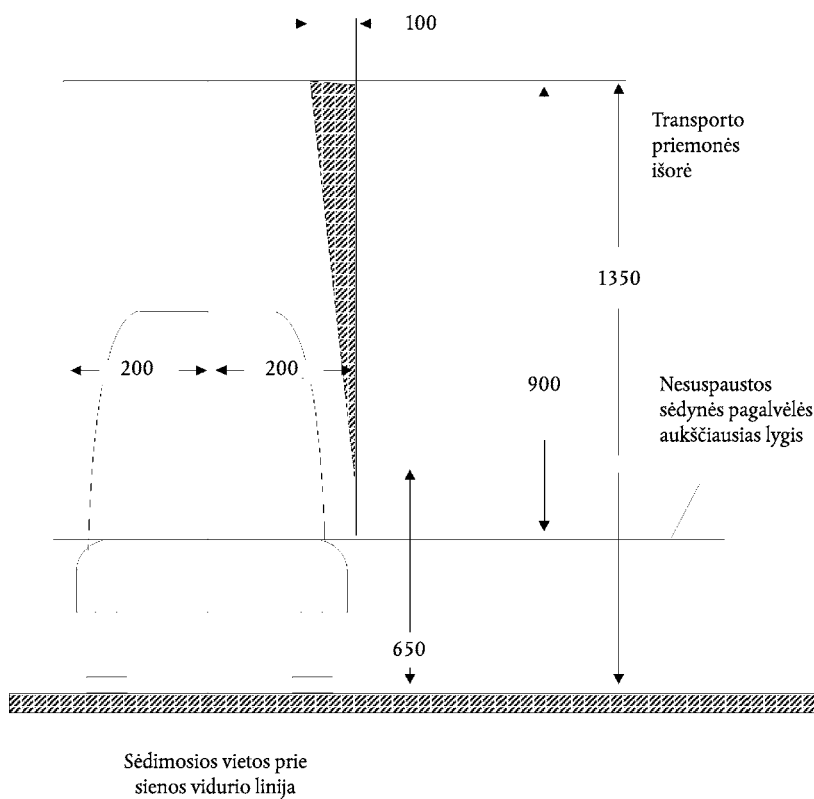 100
Transporto
priemonės
išorė
1350
200
200
900
Nesuspaustos
sėdynės pagalvėlės
aukščiausias lygis
650
Sėdimosios vietos prie
sienos vidurio linija